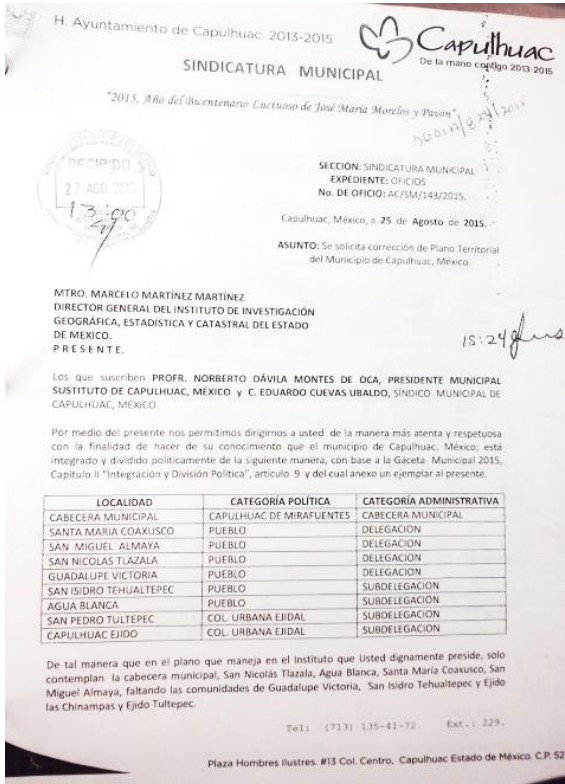 H. Ayuntamiento de Capulhuac. 2013-2015
Capulhuac
De la mano contigo 2013-2015
SINDICATURA MUNICIPAL
"2015, Año del Bicentenario Luctuoso de José María Morelos y Pavón"
RECIBIDO
27 AGO. 2015
13:00
SECCIÓN: SINDICATURA MUNICIPAL
EXPEDIENTE: OFICIOS
No. DE OFICIO: AC/SM/143/2015.
Capulhuac, México, a 25 de Agosto de 2015.
ASUNTO: Se solicita corrección de Plano Territorial
del Municipio de Capulhuac, México.
MTRO. MARCELO MARTÍNEZ MARTÍNEZ
DIRECTOR GENERAL DEL INSTITUTO DE INVESTIGACIÓN
GEOGRÁFICA, ESTADÍSTICA Y CATASTRAL DEL ESTADO
DE MEXICO.
P R E S E N T E.
15:24
Los que suscriben PROFR. NORBERTO DÁVILA MONTES DE OCA, PRESIDENTE MUNICIPAL
SUSTITUTO DE CAPULHUAC, MÉXICO y C. EDUARDO CUEVAS UBALDO, SÍNDICO MUNICIPAL DE
CAPULHUAC, MÉXICO.
Por medio del presente nos permitimos dirigirnos a usted de la manera más atenta y respetuosa
con la finalidad de hacer de su conocimiento que el municipio de Capulhuac, México; está
integrado y dividido políticamente de la siguiente manera, con base a la Gaceta Municipal 2015,
Capitulo II "Integración y División Política", articulo 9 y del cual anexo un ejemplar al presente.
LOCALIDAD CATEGORÍA POLÍTICA CATEGORÍA ADMINISTRATIVA
CABECERA MUNICIPAL CAPULHUAC DE MIRAFUENTES CABECERA MUNICIPAL
SANTA MARIA COAXUSCO PUEBLO DELEGACION
SAN MIGUEL ALMAYA PUEBLO DELEGACION
SAN NICOLAS TLAZALA PUEBLO DELEGACION
GUADALUPE VICTORIA PUEBLO DELEGACION
SAN ISIDRO TEHUALTEPEC PUEBLO SUBDELEGACION
AGUA BLANCA PUEBLO SUBDELEGACION
SAN PEDRO TULTEPEC COL. URBANA EJIDAL SUBDELEGACION
CAPULHUAC EJIDO COL. URBANA EJIDAL SUBDELEGACION
De tal manera que en el plano que maneja en el Instituto que Usted dignamente preside, solo
contemplan la cabecera municipal, San Nicolás Tlazala, Agua Blanca, Santa María Coaxusco, San
Miguel Almaya, faltando las comunidades de Guadalupe Victoria, San Isidro Tehualtepec y Ejido
las Chinampas y Ejido Tultepec.
Tel: (713) 135-41-72 Ext.: 229.
Plaza Hombres Ilustres. #13 Col. Centro, Capulhuac Estado de México. C.P. 52